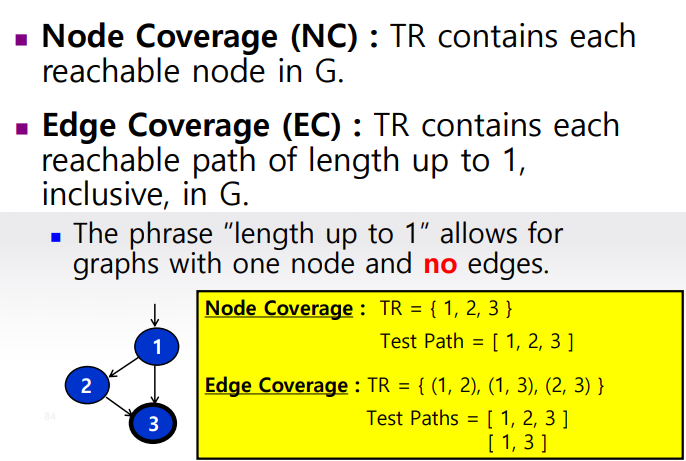 Node Coverage (NC) : TR contains each
reachable node in G.
Edge Coverage (EC) : TR contains each
reachable path of length up to 1,
inclusive, in G.
The phrase “length up to 1” allows for
graphs with one node and no edges.
1
2
3
84
Node Coverage : TR = { 1, 2, 3 }
Test Path = [ 1, 2, 3 ]
Edge Coverage : TR = { (1, 2), (1, 3), (2, 3) }
Test Paths = [ 1, 2, 3 ]
[ 1, 3 ]